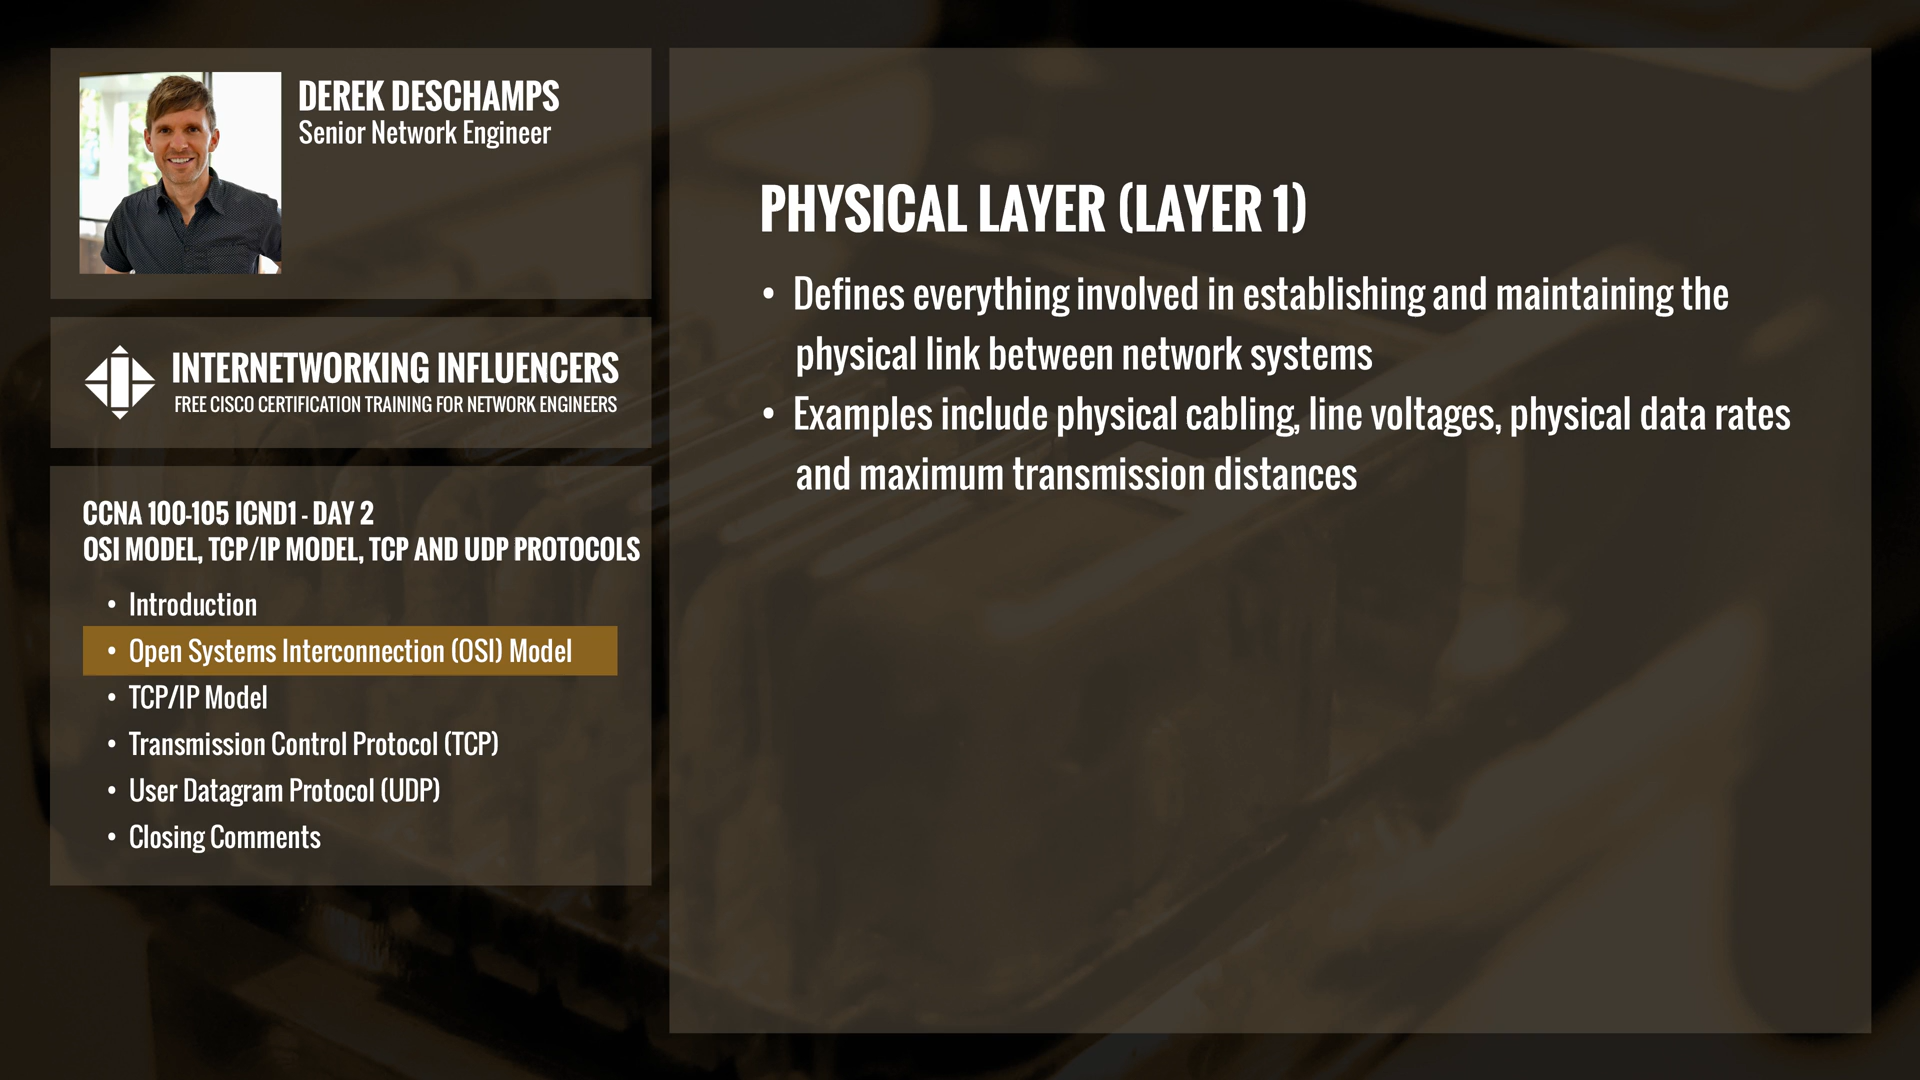 DEREK DESCHAMPS
Senior Network Engineer
INTERNETWORKING INFLUENCERS
FREE CISCO CERTIFICATION TRAINING FOR NETWORK ENGINEERS
CCNA 100-105 ICND1 - DAY 2
OSI MODEL, TCP/IP MODEL, TCP AND UDP PROTOCOLS
• Introduction
• Open Systems Interconnection (OSI) Model
• TCP/IP Model
• Transmission Control Protocol (TCP)
• User Datagram Protocol (UDP)
• Closing Comments
PHYSICAL LAYER (LAYER 1)
• Defines everything involved in establishing and maintaining the
physical link between network systems
• Examples include physical cabling, line voltages, physical data rates
and maximum transmission distances